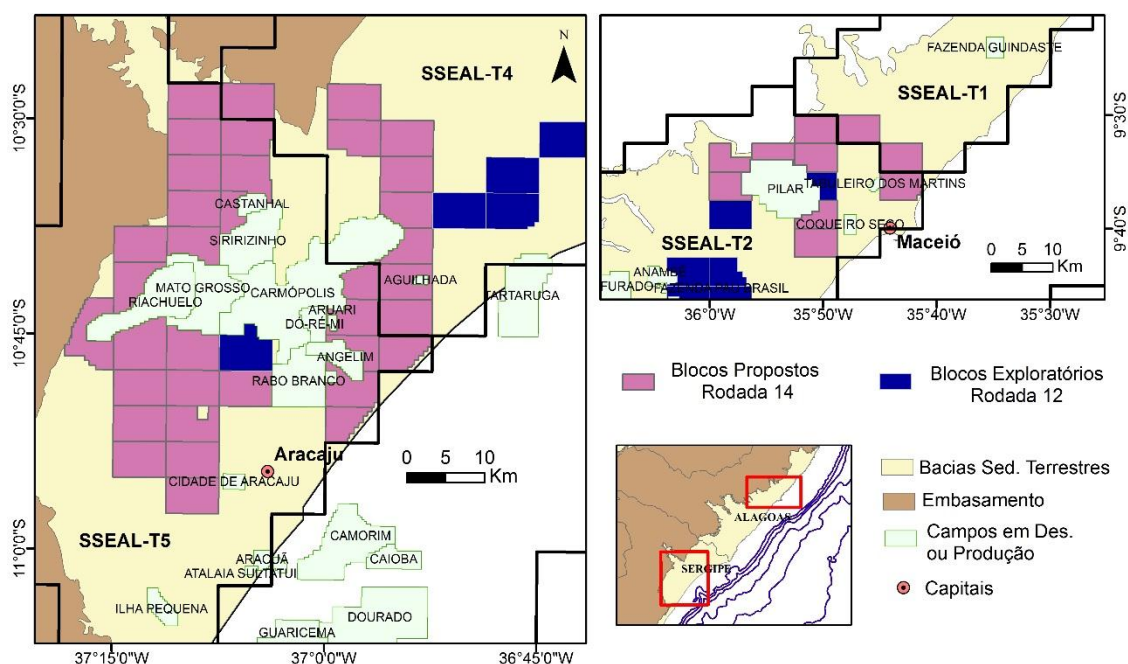 N
SSEAL-T4
10°30'0"S
CASTANHAL
SIRIRIZINHO
MATO GROSSO
RIACHUELO
CARMÓPOLIS
AGUILHADA
TARTARUGA
ARUARI
DÓ-RÉ-MI
10°45'0"S
ANGELIM
RABO BRANCO
Aracaju
0 5 10
Km
CIDADE DE ARACAJU
CAMORIM
11°0'0"S
SSEAL-T5
ARACUÃ
CAIOBA
ATALAIA SUL
ILHA PEQUENA
DOURADO
GUARICEMA
37°15'0"W
37°0'0"W
36°45'0"W
FAZENDA GUINDASTE
SSEAL-T1
9°30'S
PILAR
TABULEIRO DOS MARTINS
COQUEIRO SECO
Maceió
9°40'S
SSEAL-T2
0 5 10
Km
ANAMBÉ
FURADO
36°0'W
35°50'W
35°40'W
35°30'W
Blocos Propostos
Rodada 14
Blocos Exploratórios
Rodada 12
ALAGOAS
SERGIPE
Bacias Sed. Terrestres
Embasamento
Campos em Des.
ou Produção
Capitais